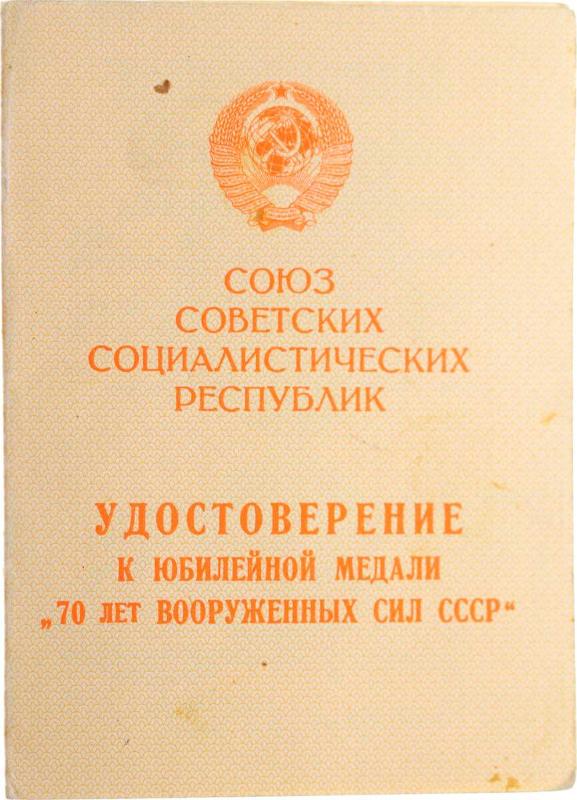 СОЮЗ
СОВЕТСКИХ
СОЦИАЛИСТИЧЕСКИХ
РЕСПУБЛИК
УДОСТОВЕРЕНИЕ
К ЮБИЛЕЙНОЙ МЕДАЛИ
„70 ЛЕТ ВООРУЖЕННЫХ СИЛ СССР“